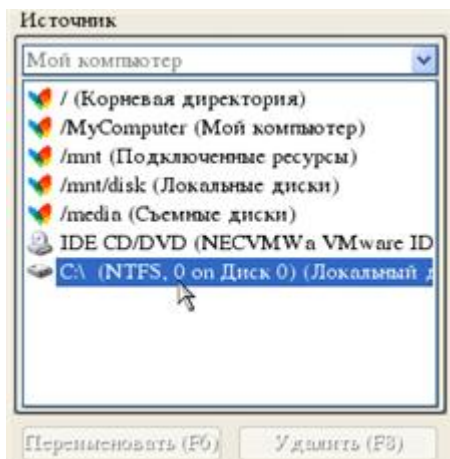 Источник
Мой компьютер
/ (Корневая директория)
/MyComputer (Мой компьютер)
/mnt (Подключенные ресурсы)
/mnt/disk (Локальные диски)
/media (Съемные диски)
IDE CD/DVD (NECVMWa VMware ID
C:\ (NTFS, 0 on Диск 0) (Локальный д
Переименовать (F6)
Удалить (F8)